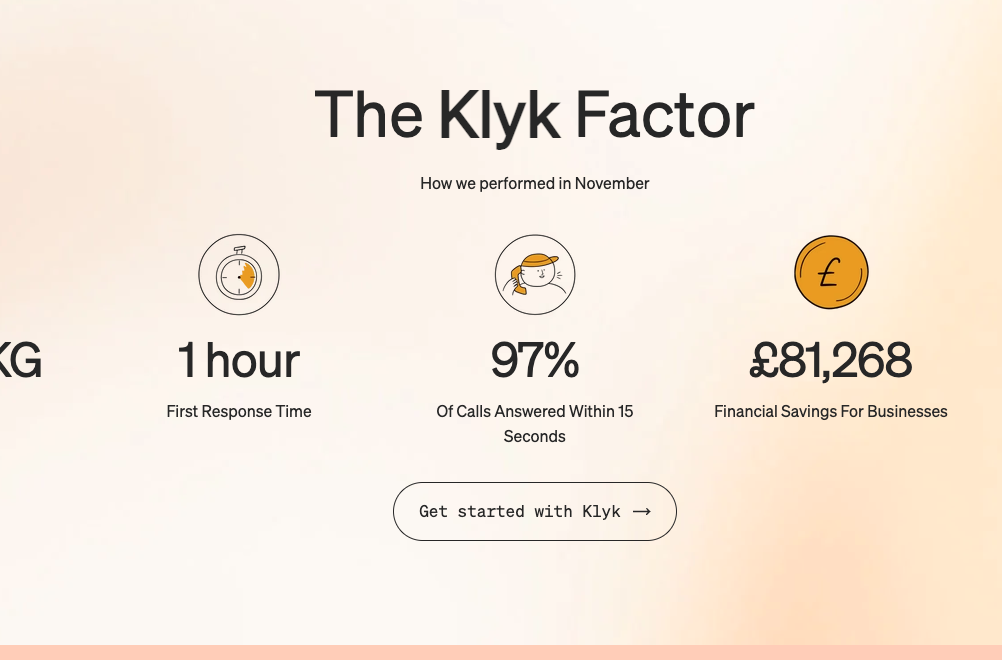 The Klyk Factor
How we performed in November
£
KG
1 hour
97%
£81,268
First Response Time
Of Calls Answered Within 15
Seconds
Financial Savings For Businesses
Get started with Klyk →